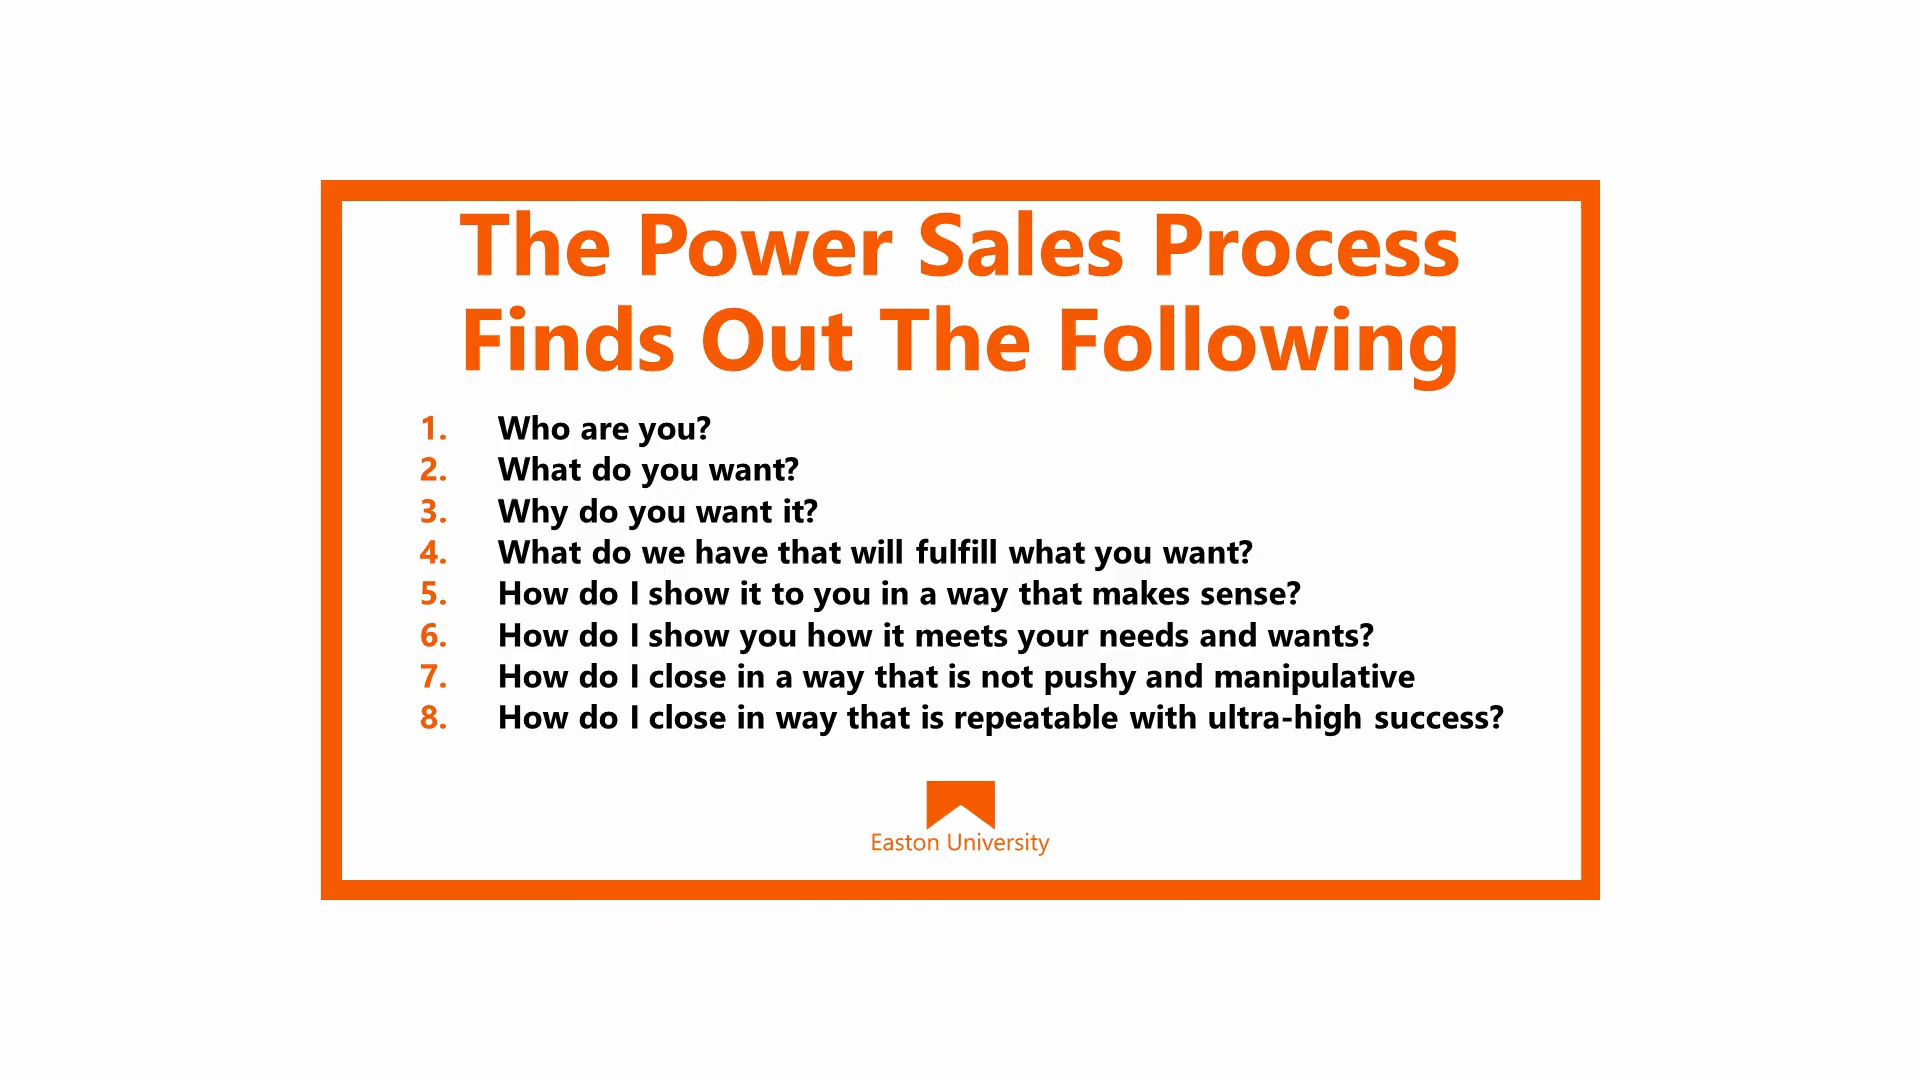 The Power Sales Process
Finds Out The Following
1. Who are you?
2. What do you want?
3. Why do you want it?
4. What do we have that will fulfill what you want?
5. How do I show it to you in a way that makes sense?
6. How do I show you how it meets your needs and wants?
7. How do I close in a way that is not pushy and manipulative
8. How do I close in way that is repeatable with ultra-high success?
Easton University